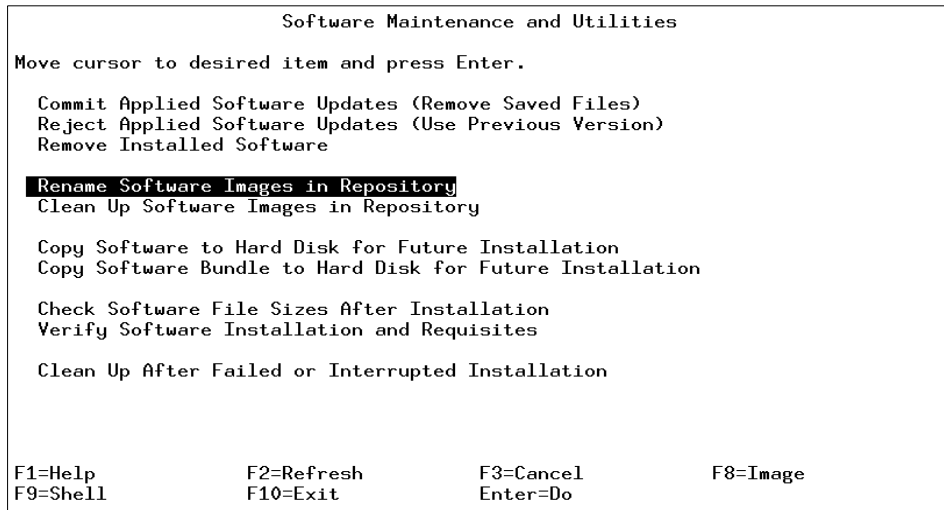 Software Maintenance and Utilities
Move cursor to desired item and press Enter.
Commit Applied Software Updates (Remove Saved Files)
Reject Applied Software Updates (Use Previous Version)
Remove Installed Software
Rename Software Images in Repository
Clean Up Software Images in Repository
Copy Software to Hard Disk for Future Installation
Copy Software Bundle to Hard Disk for Future Installation
Check Software File Sizes After Installation
Verify Software Installation and Requisites
Clean Up After Failed or Interrupted Installation
F1=Help F2=Refresh F3=Cancel F8=Image
F9=Shell F10=Exit Enter=Do